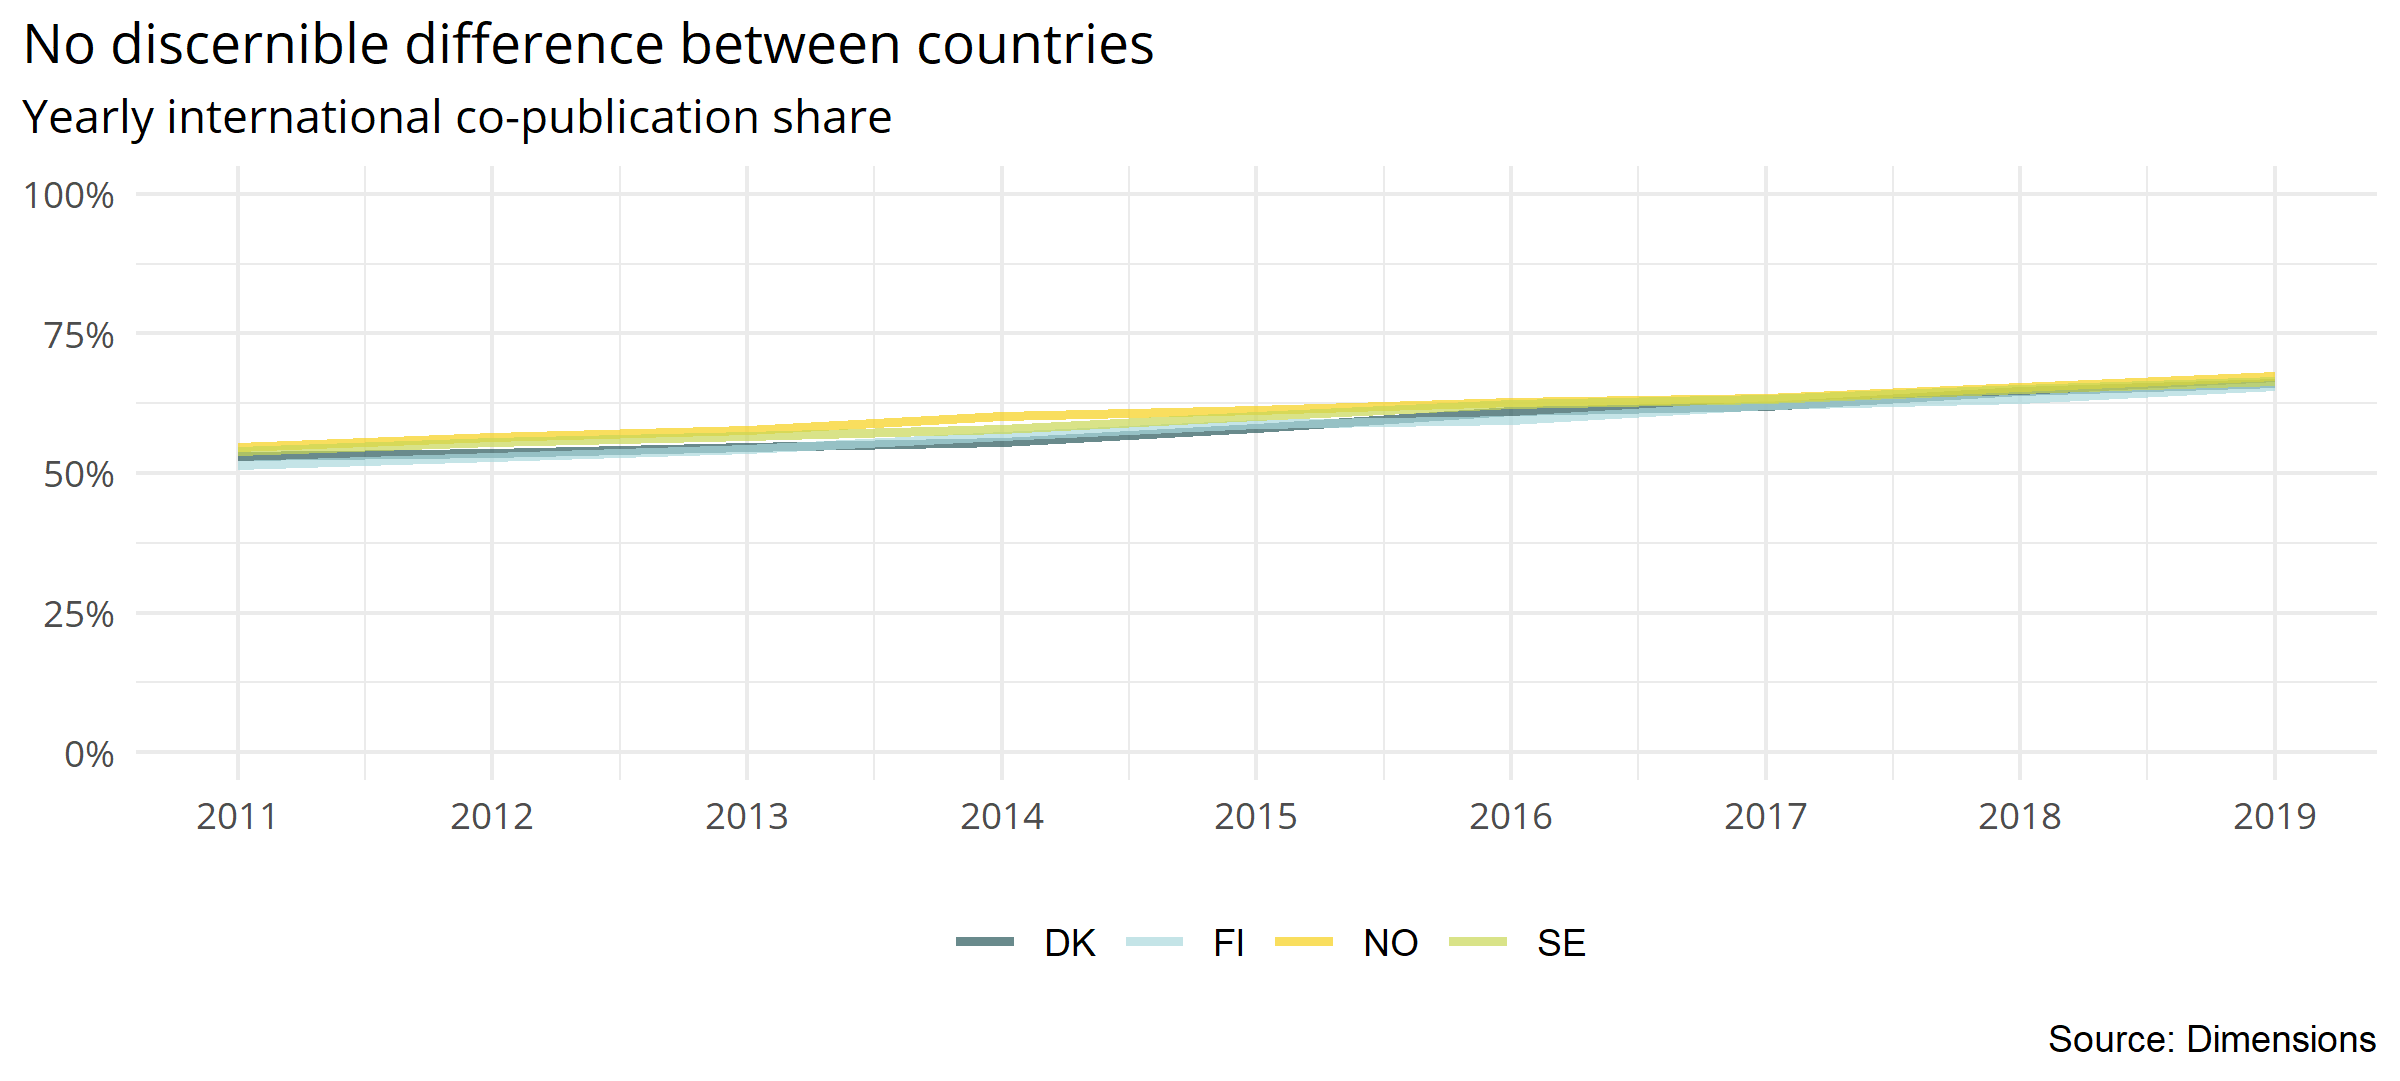 No discernible difference between countries
Yearly international co-publication share
100%
75%
50%
25%
0%
2011 2012 2013 2014 2015 2016 2017 2018 2019
DK FI NO SE
Source: Dimensions